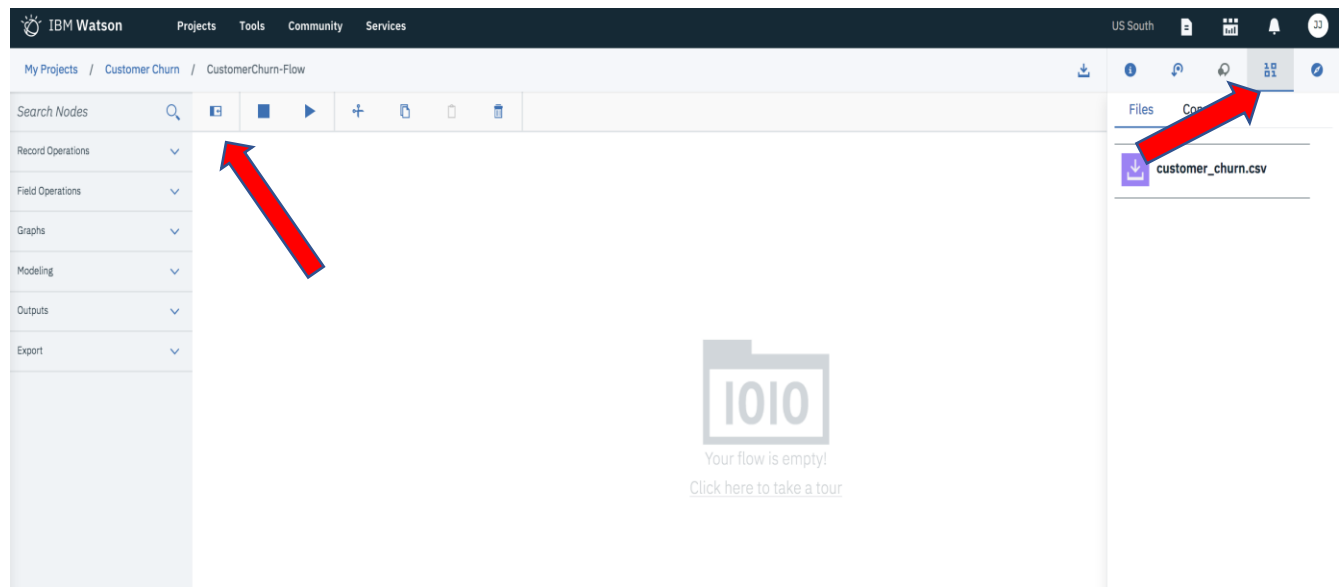 IBM Watson Projects Tools Community Services US South JJ
My Projects / Customer Churn / CustomerChurn-Flow
Search Nodes
Files
Record Operations
customer_churn.csv
Field Operations
Graphs
Modeling
Outputs
Export
1010
Your flow is empty!
Click here to take a tour